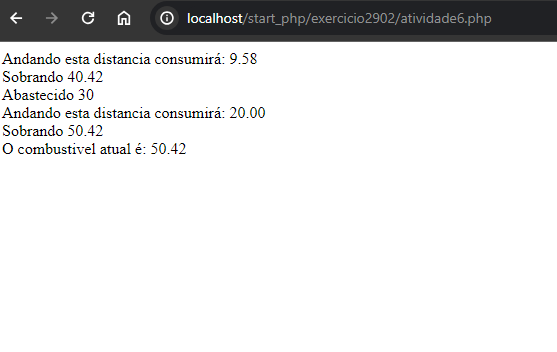 localhost/start_php/exercicio2902/atividade6.php
Andando esta distancia consumirá: 9.58
Sobrando 40.42
Abastecido 30
Andando esta distancia consumirá: 20.00
Sobrando 50.42
O combustivel atual é: 50.42